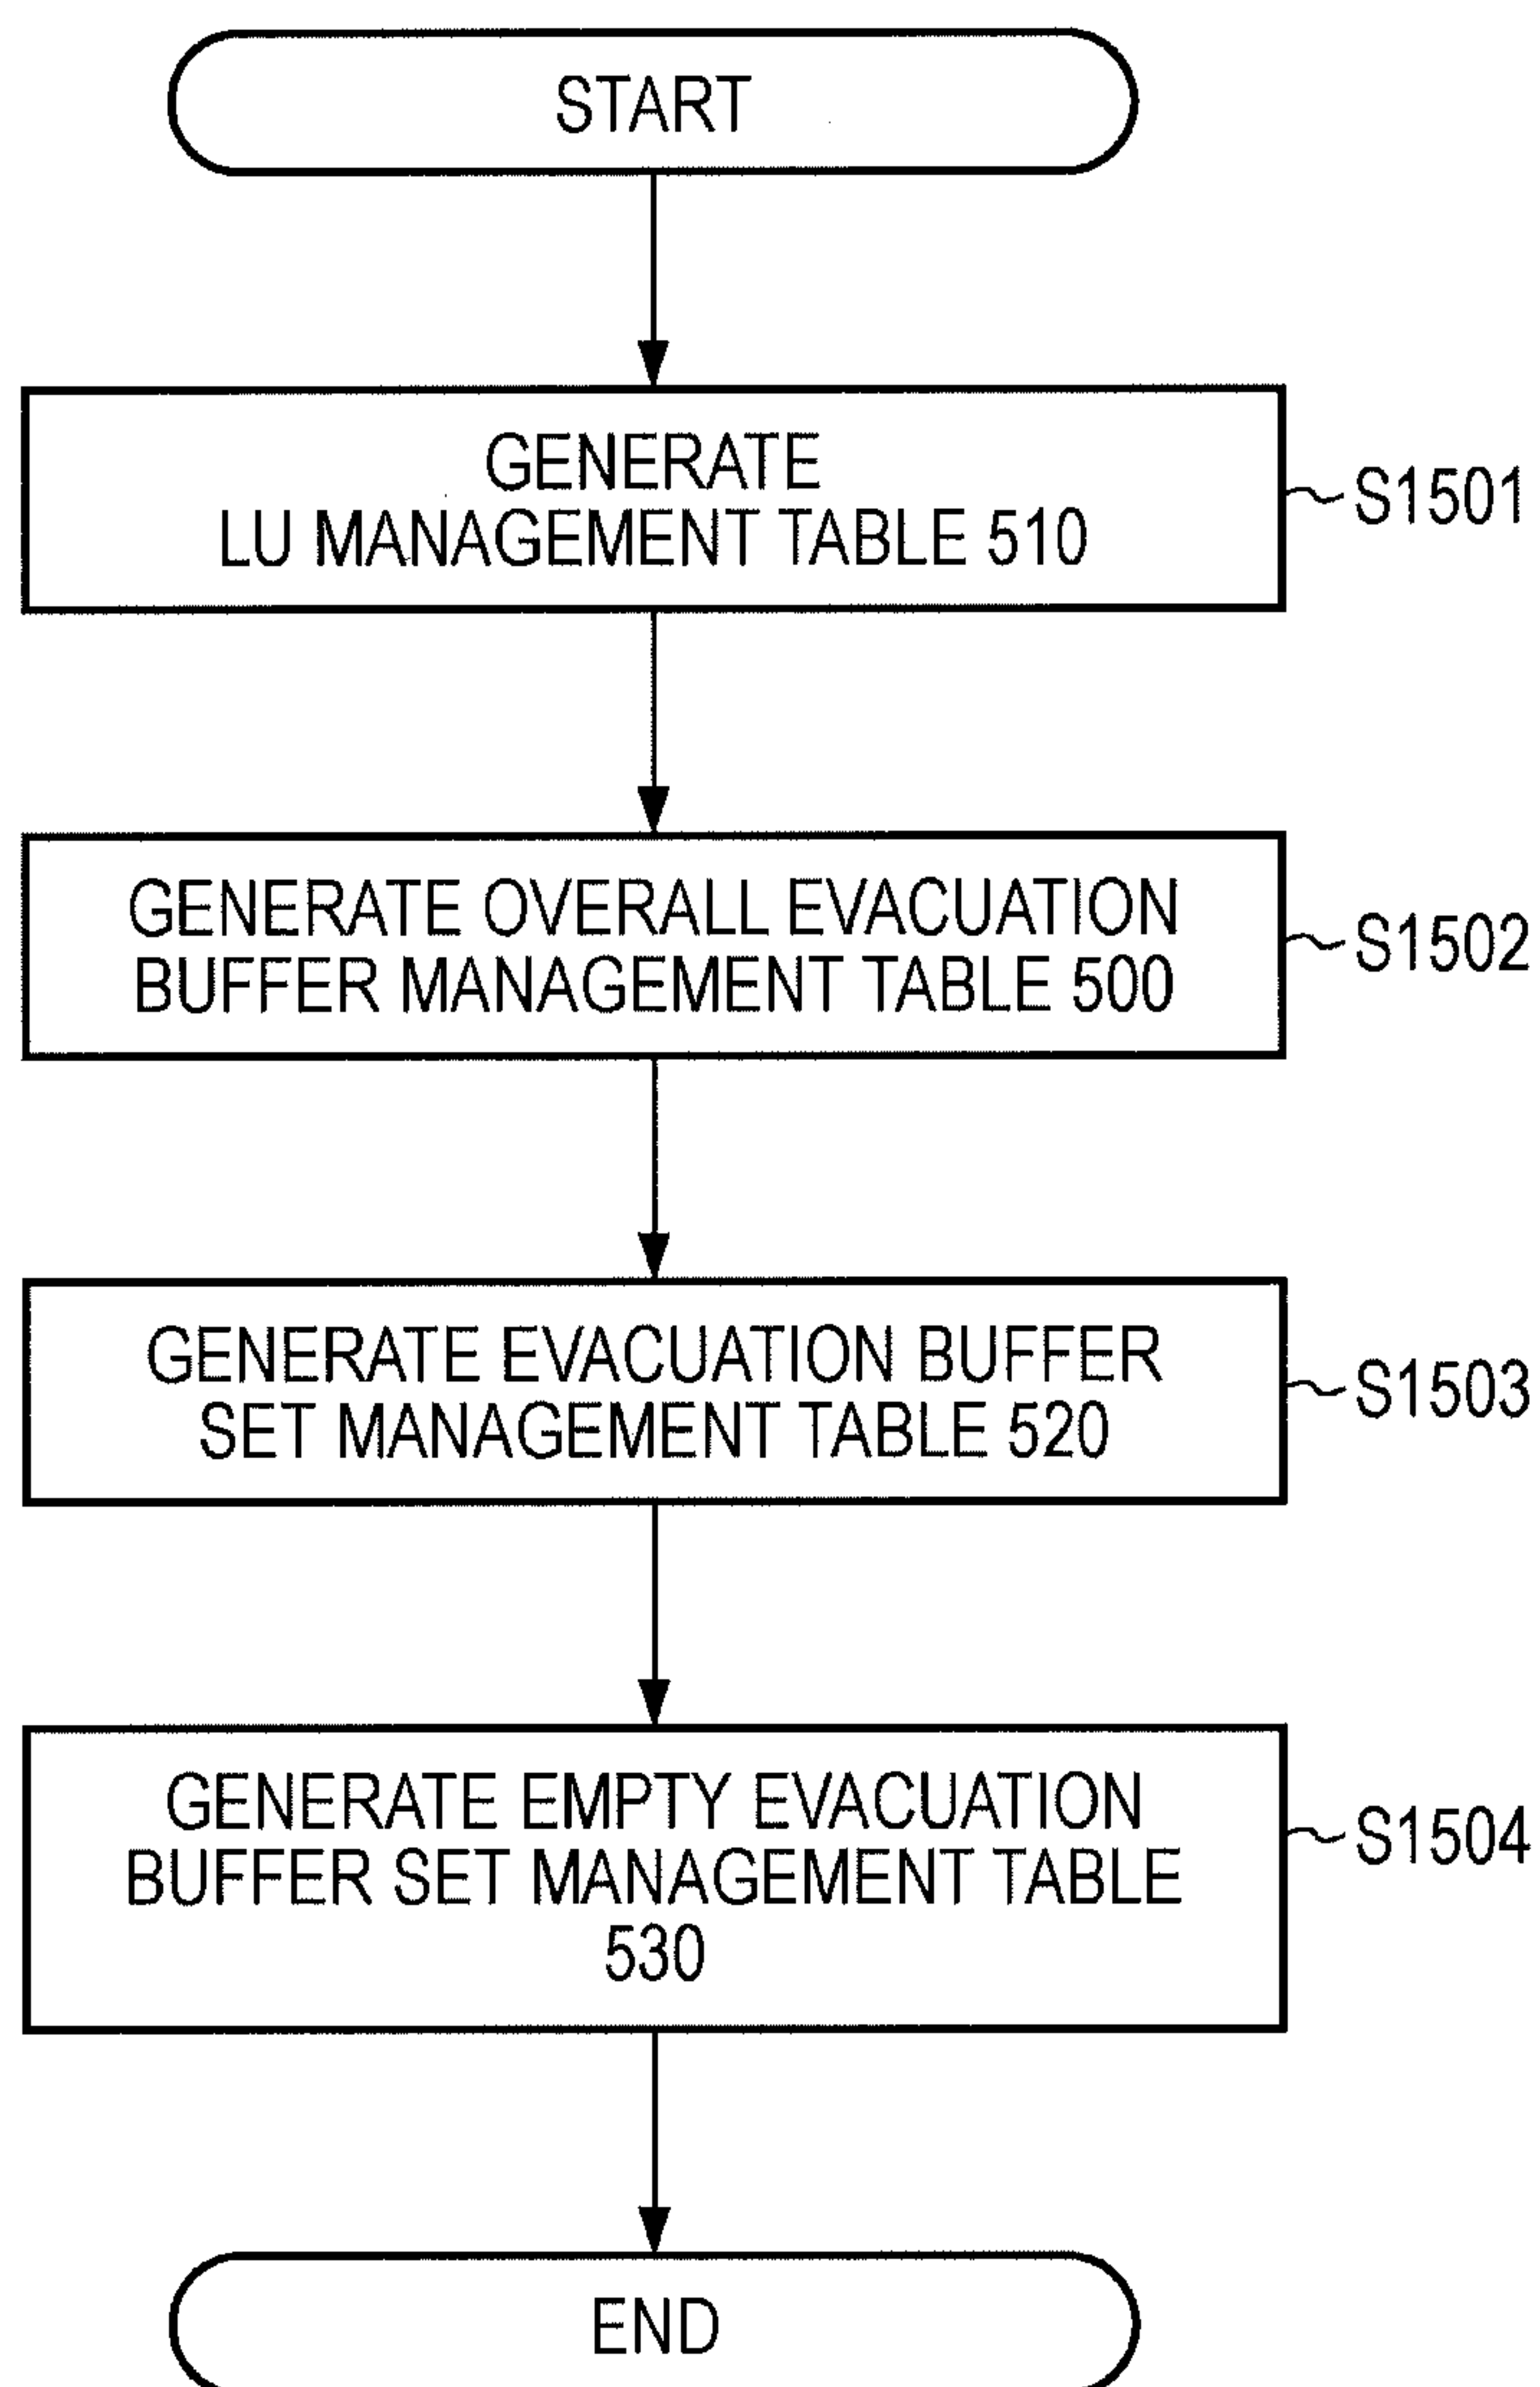 START
GENERATE
LU MANAGEMENT TABLE 510
S1501
GENERATE OVERALL EVACUATION
BUFFER MANAGEMENT TABLE 500
S1502
GENERATE EVACUATION BUFFER
SET MANAGEMENT TABLE 520
S1503
GENERATE EMPTY EVACUATION
BUFFER SET MANAGEMENT TABLE
530
S1504
END